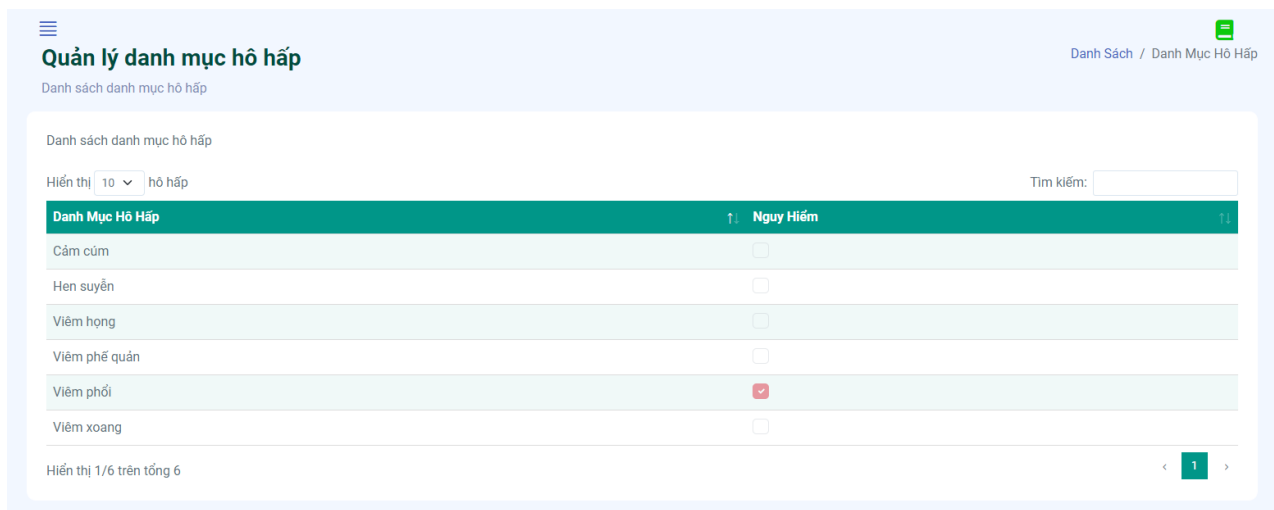 Quản lý danh mục hô hấp
Danh sách danh mục hô hấp
Danh Sách / Danh Mục Hô Hấp
Danh sách danh mục hô hấp
Hiển thị 10 hô hấp
Tìm kiếm:
Danh Mục Hô Hấp Nguy Hiểm
Cảm cúm
Hen suyễn
Viêm họng
Viêm phế quản
Viêm phổi
Viêm xoang
Hiển thị 1/6 trên tổng 6
‹ 1 ›